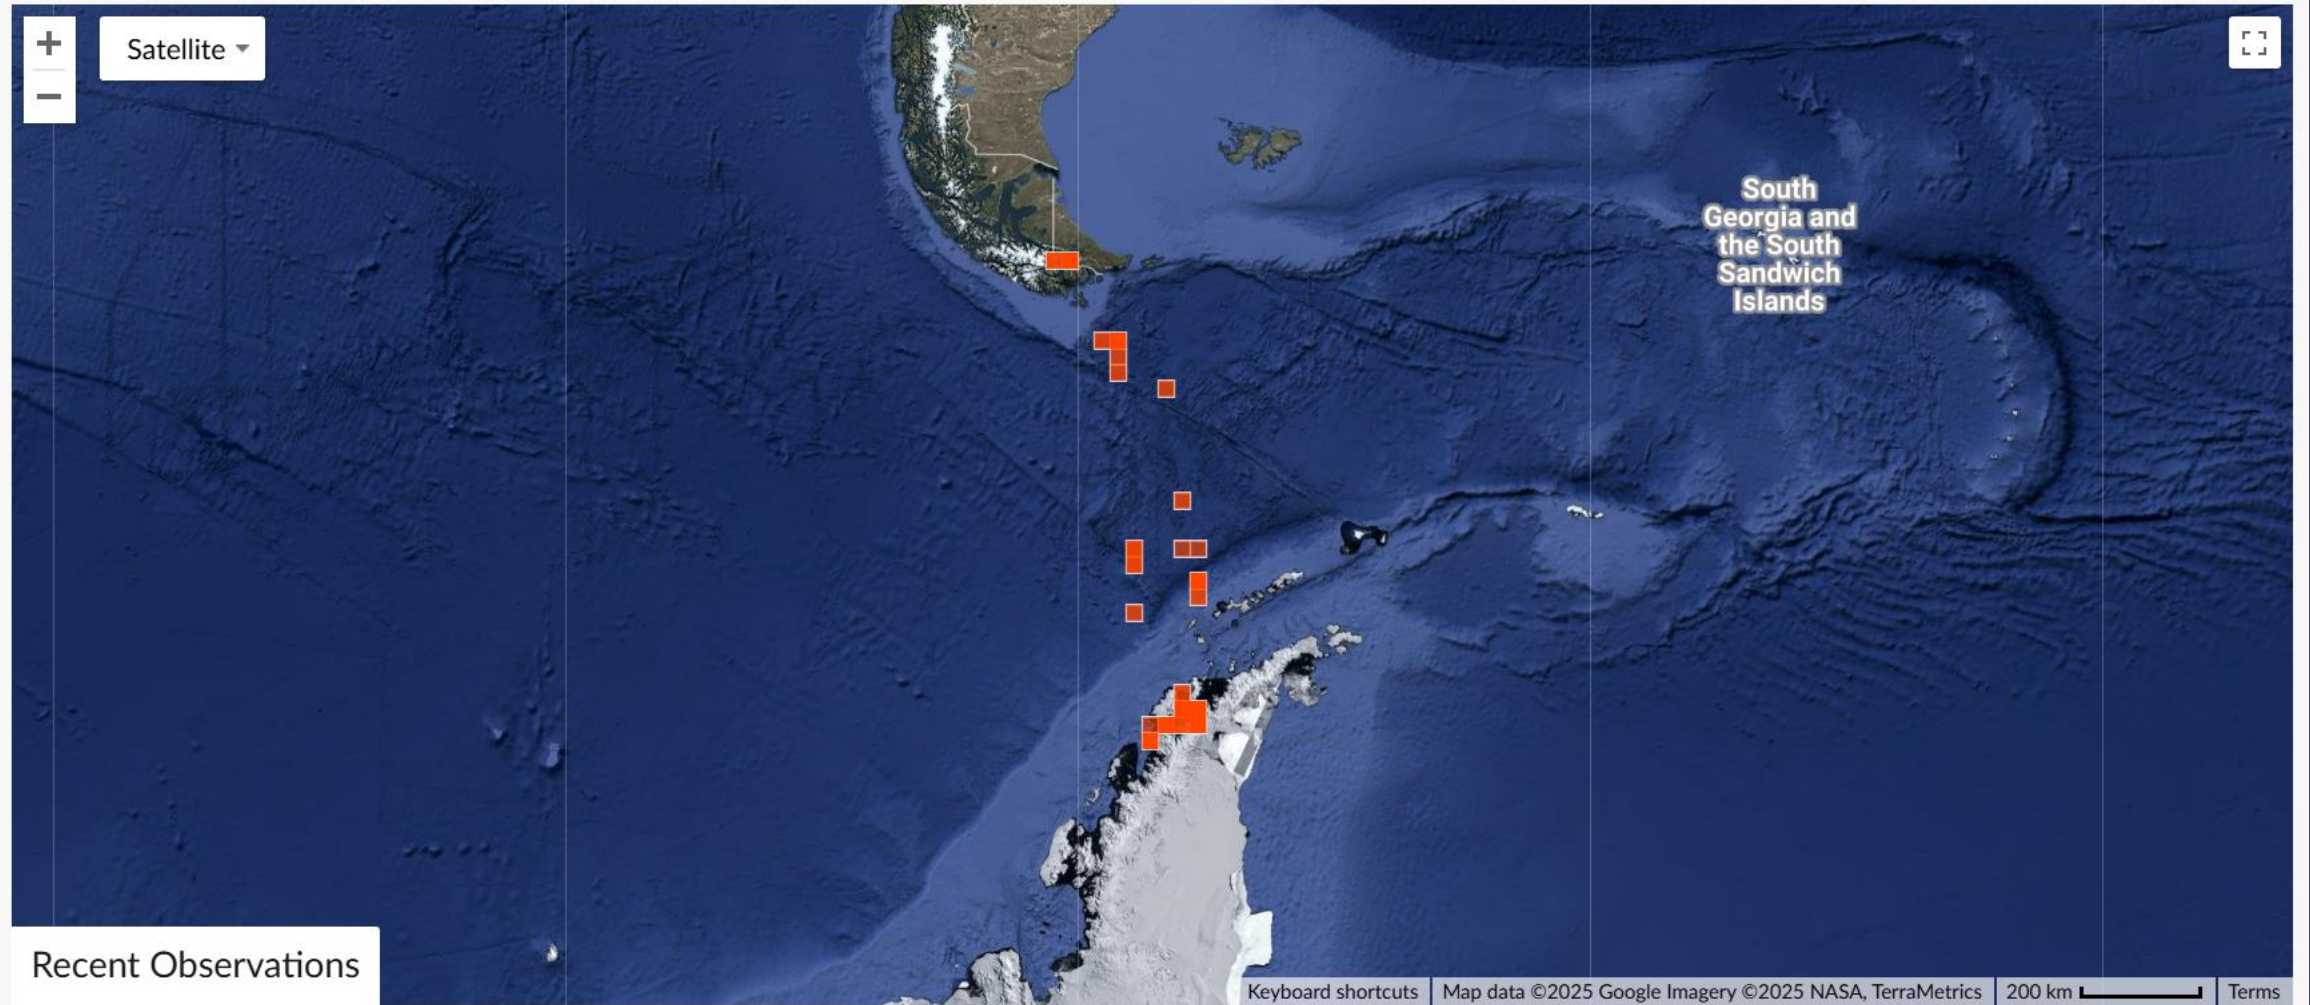 +
Satellite
−
South
Georgia and
the South
Sandwich
Islands
Recent Observations
Keyboard shortcuts
Map data ©2025 Google Imagery ©2025 NASA, TerraMetrics
200 km
Terms